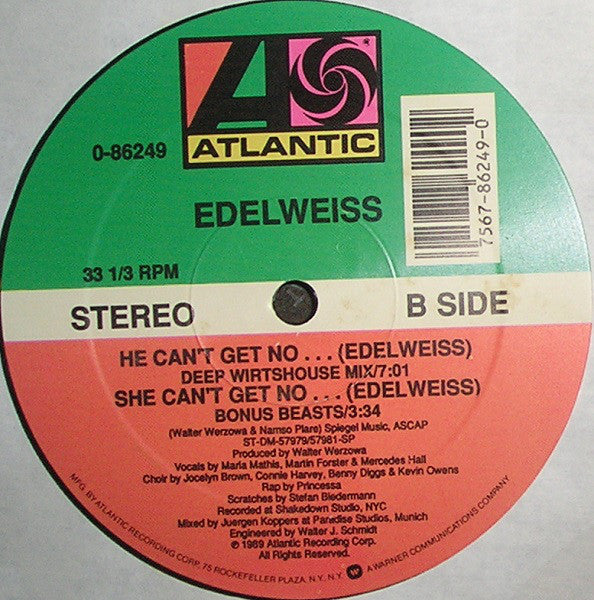 ATLANTIC
0-86249
7567-86249-0
EDELWEISS
33 1/3 RPM
STEREO
B SIDE
HE CAN'T GET NO . . . (EDELWEISS)
DEEP WIRTSHOUSE MIX/7:01
SHE CAN'T GET NO . . . (EDELWEISS)
BONUS BEASTS/3:34
(Walter Werzowa & Namso Plare) Spiegel Music, ASCAP
ST-DM-57979/57981-SP
Produced by Walter Werzowa
Vocals by Maria Mathis, Martin Forster & Mercedes Hall
Choir by Jocelyn Brown, Connie Harvey, Benny Diggs & Kevin Owens
Rap by Princessa
Scratches by Stefan Biedermann
Recorded at Shakedown Studio, NYC
Mixed by Juergen Koppers at Paradise Studios, Munich
Engineered by Walter J. Schmidt
℗ 1989 Atlantic Recording Corp.
All Rights Reserved.
MFG. BY ATLANTIC RECORDING CORP. 75 ROCKEFELLER PLAZA, N.Y. N.Y. A WARNER COMMUNICATIONS COMPANY